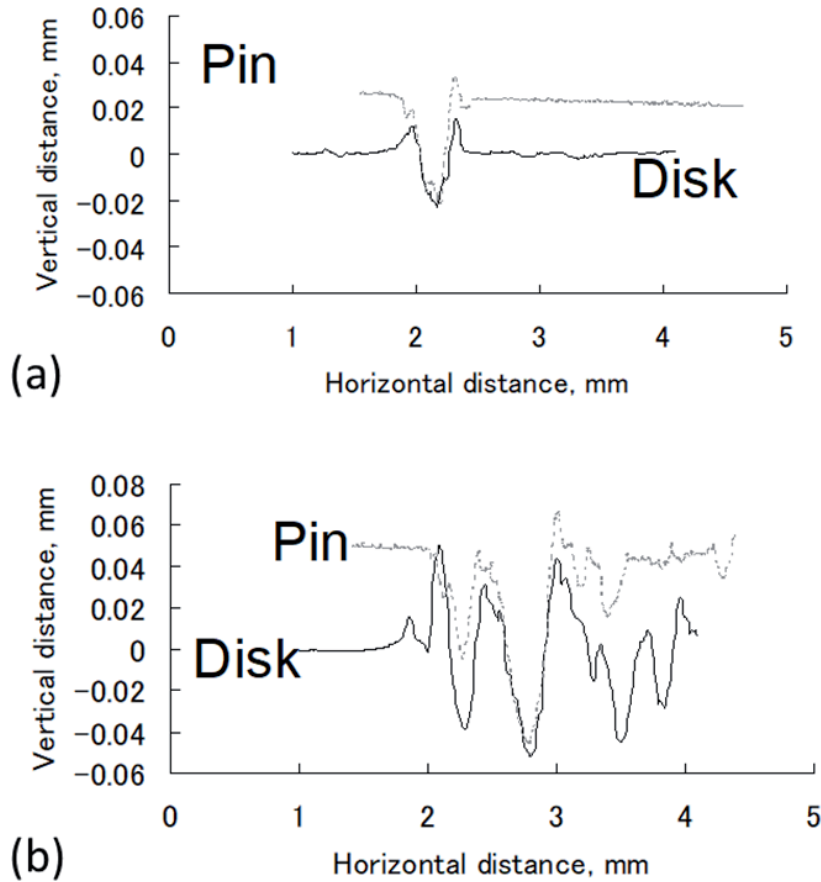 0.06
0.04
0.02
0
−0.02
−0.04
−0.06
Vertical distance, mm
Pin
Disk
0 1 2 3 4 5
Horizontal distance, mm
(a)
0.08
0.06
0.04
0.02
0
−0.02
−0.04
−0.06
Vertical distance, mm
Pin
Disk
0 1 2 3 4 5
Horizontal distance, mm
(b)